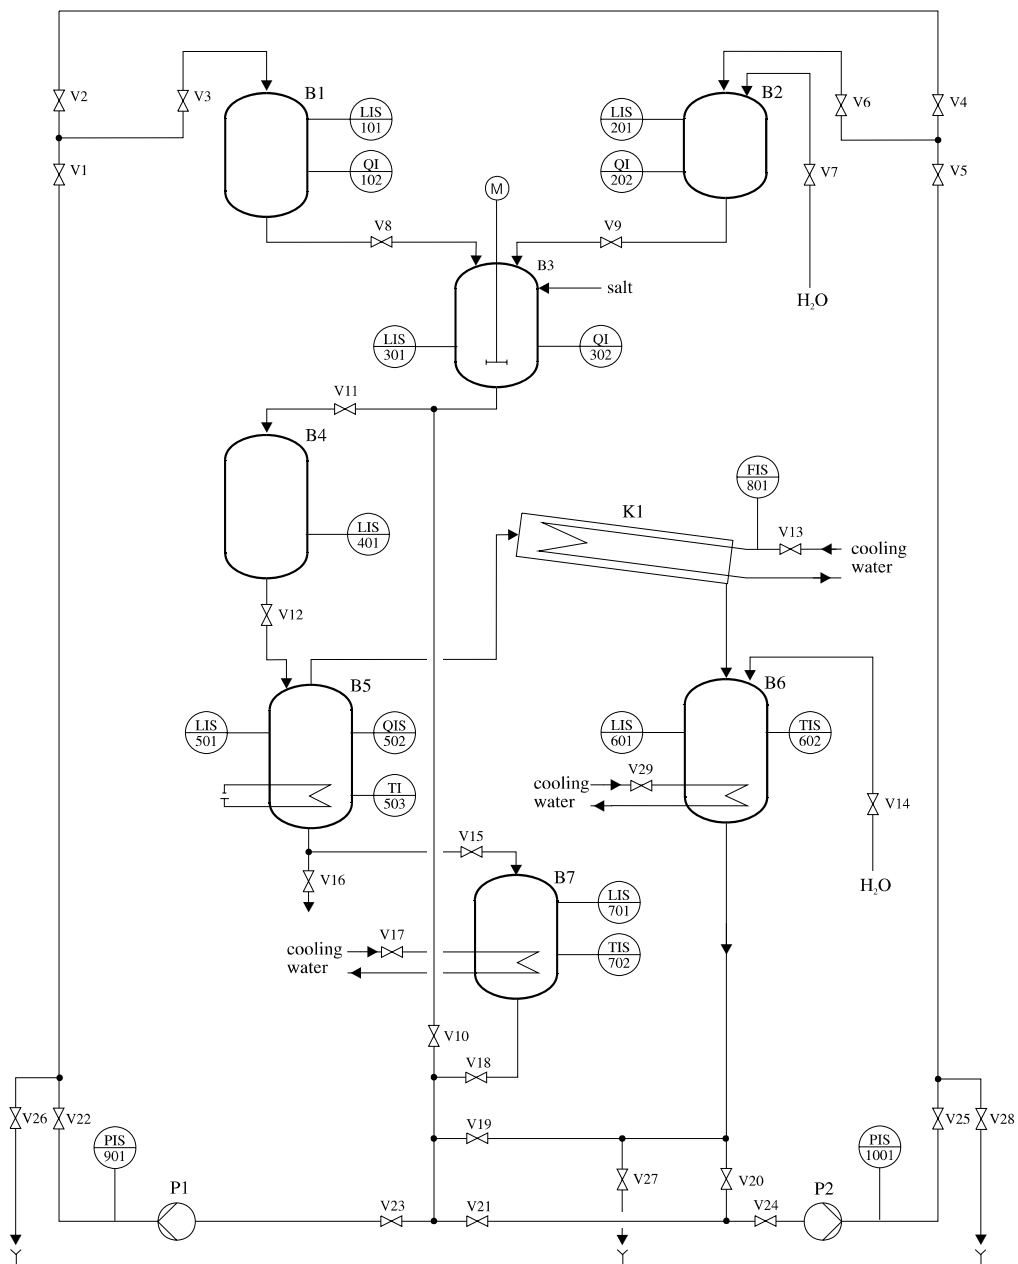 V2
V3
B1
LIS
101
QI
102
V1
B2
LIS
201
QI
202
V6
V4
V7
V5
M
V8
V9
B3
salt
H₂O
LIS
301
QI
302
V11
B4
LIS
401
K1
FIS
801
V13
cooling
water
V12
B5
LIS
501
QIS
502
TI
503
B6
LIS
601
TIS
602
cooling
water
V29
V14
H₂O
V15
V16
B7
LIS
701
TIS
702
cooling
water
V17
V10
V18
V26
V22
PIS
901
V19
PIS
1001
V25
V28
V27
V20
P1
V23
V21
V24
P2